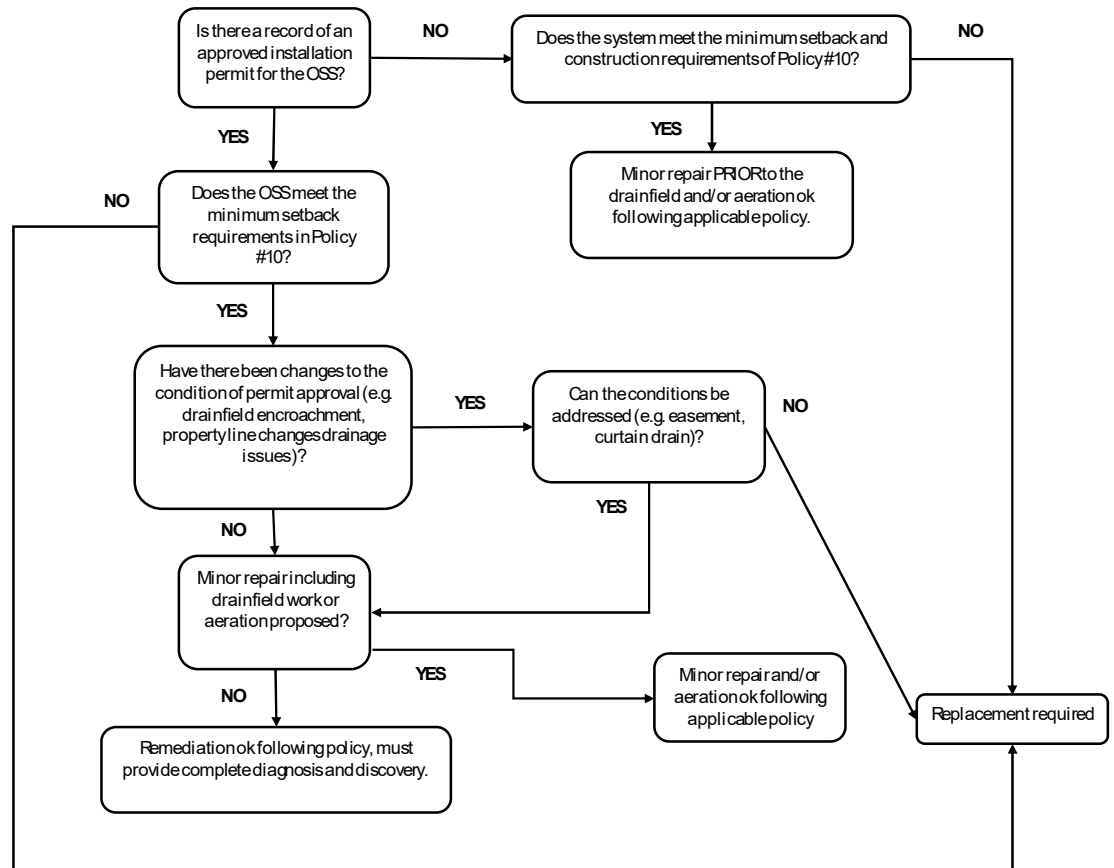 Is there a record of an
approved installation
permit for the OSS?
NO
Does the system meet the minimum setback and
construction requirements of Policy #10?
NO
YES
YES
Minor repair PRIOR to the
drainfield and/or aeration ok
following applicable policy.
NO
Does the OSS meet the
minimum setback
requirements in Policy
#10?
YES
Have there been changes to the
condition of permit approval (e.g.
drainfield encroachment,
property line changes drainage
issues)?
YES
Can the conditions be
addressed (e.g. easement,
curtain drain)?
NO
YES
NO
Minor repair including
drainfield work or
aeration proposed?
YES
Minor repair and/or
aeration ok following
applicable policy
Replacement required
NO
Remediation ok following policy, must
provide complete diagnosis and discovery.